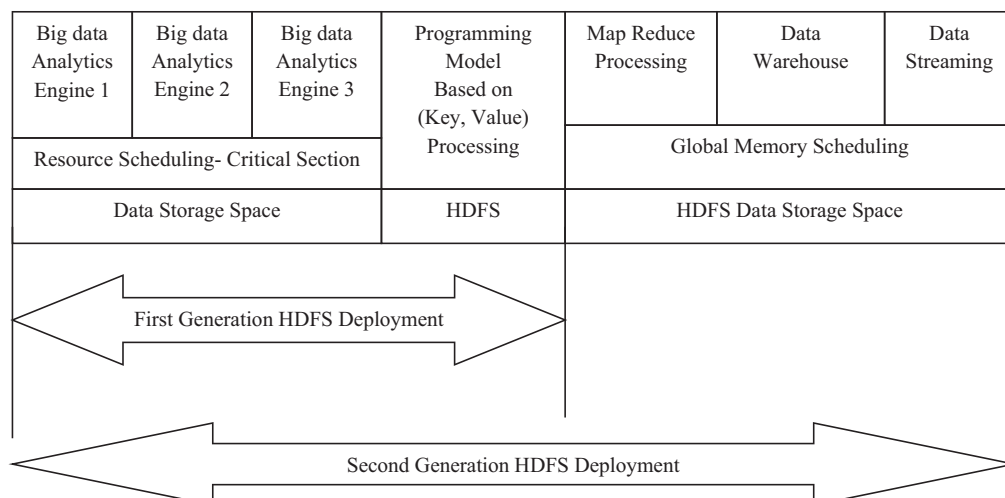 Big data
Analytics
Engine 1
Big data
Analytics
Engine 2
Big data
Analytics
Engine 3
Programming
Model
Based on
(Key, Value)
Processing
Map Reduce
Processing
Data
Warehouse
Data
Streaming
Resource Scheduling- Critical Section
Global Memory Scheduling
Data Storage Space
HDFS
HDFS Data Storage Space
First Generation HDFS Deployment
Second Generation HDFS Deployment